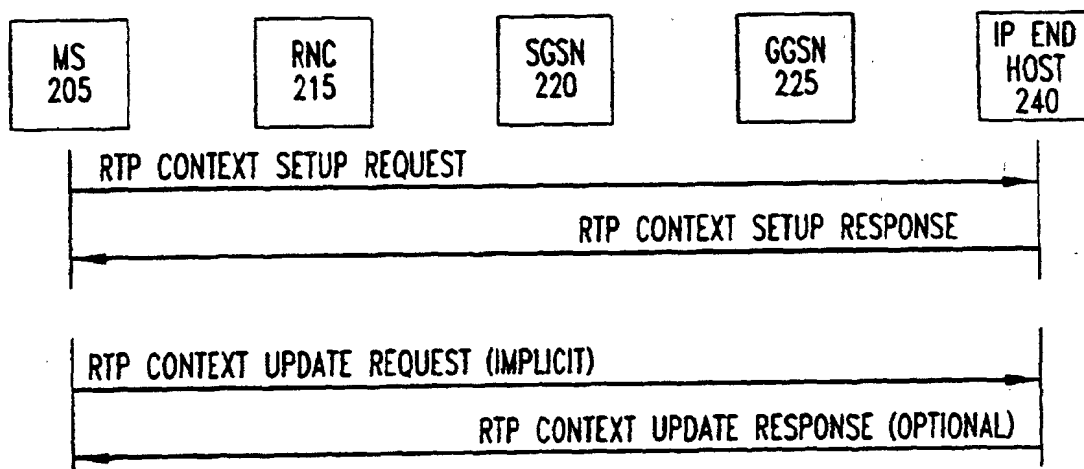 MS
205
RNC
215
SGSN
220
GGSN
225
IP END
HOST
240
RTP CONTEXT SETUP REQUEST
RTP CONTEXT SETUP RESPONSE
RTP CONTEXT UPDATE REQUEST (IMPLICIT)
RTP CONTEXT UPDATE RESPONSE (OPTIONAL)